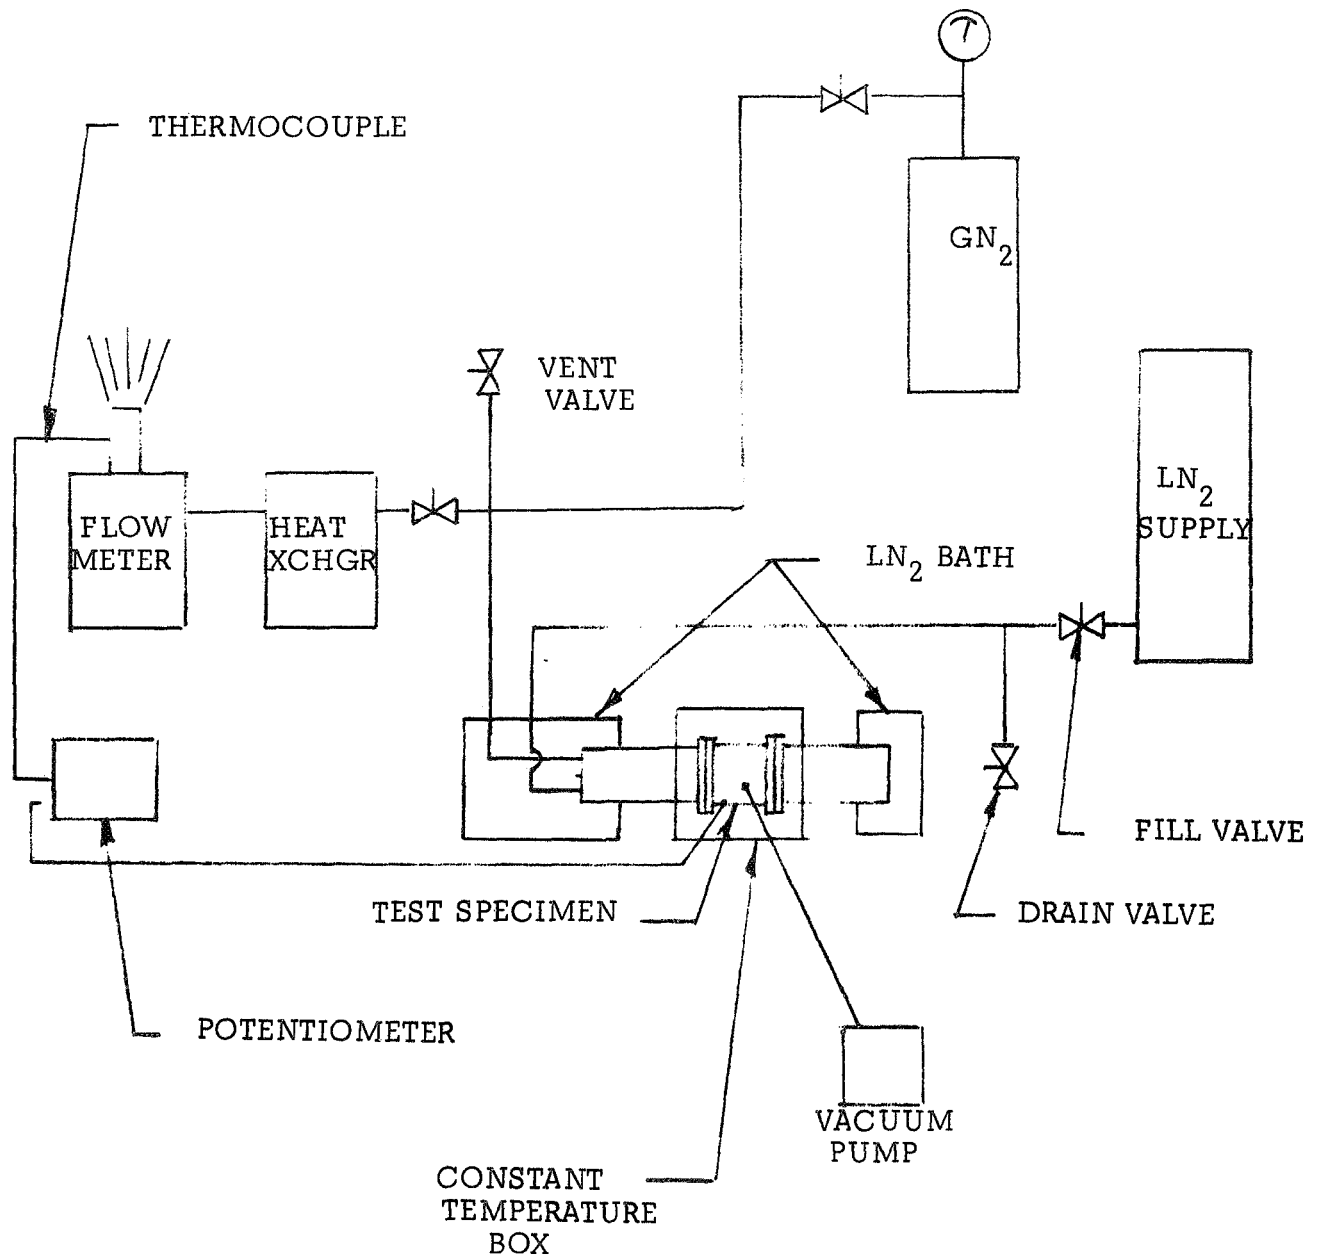 THERMOCOUPLE
GN2
VENT
VALVE
LN2
SUPPLY
FLOW
METER
HEAT
XCHGR
LN2 BATH
FILL VALVE
TEST SPECIMEN
DRAIN VALVE
POTENTIOMETER
VACUUM
PUMP
CONSTANT
TEMPERATURE
BOX